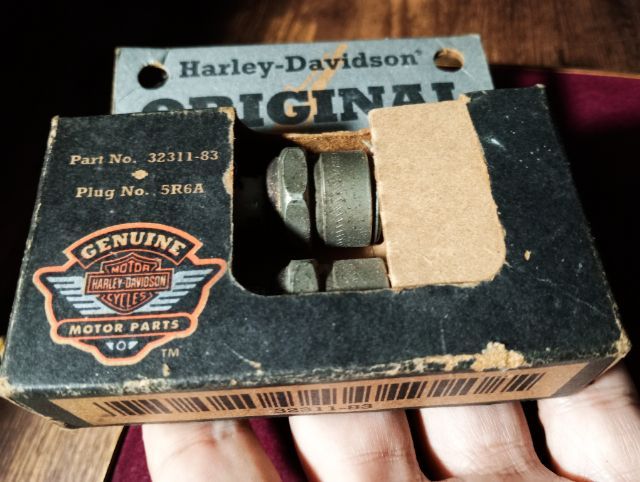 Harley-Davidson®
ORIGINAL
Part No. 32311-83
Plug No. 5R6A
GENUINE
MOTOR
HARLEY-DAVIDSON
CYCLES
MOTOR PARTS
TM
32311-83